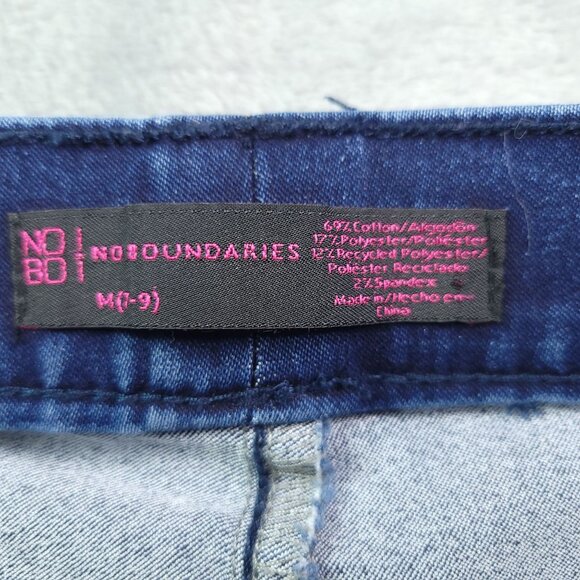 NO
BO
NOBOUNDARIES
M(7-9)
69% Cotton/Algodón
17% Polyester/Poliéster
12% Recycled Polyester/
Poliéster Reciclado
2% Spandex
Made in/Hecho en-
China